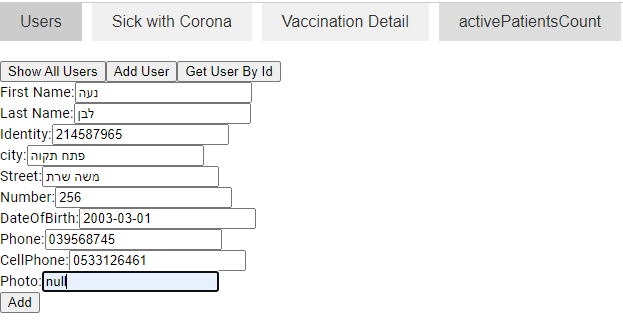 Users Sick with Corona Vaccination Detail activePatientsCount
Show All Users Add User Get User By Id
First Name: נעה
Last Name: לבן
Identity: 214587965
city: פתח תקוה
Street: משה שרת
Number: 256
DateOfBirth: 2003-03-01
Phone: 039568745
CellPhone: 0533126461
Photo: null
Add